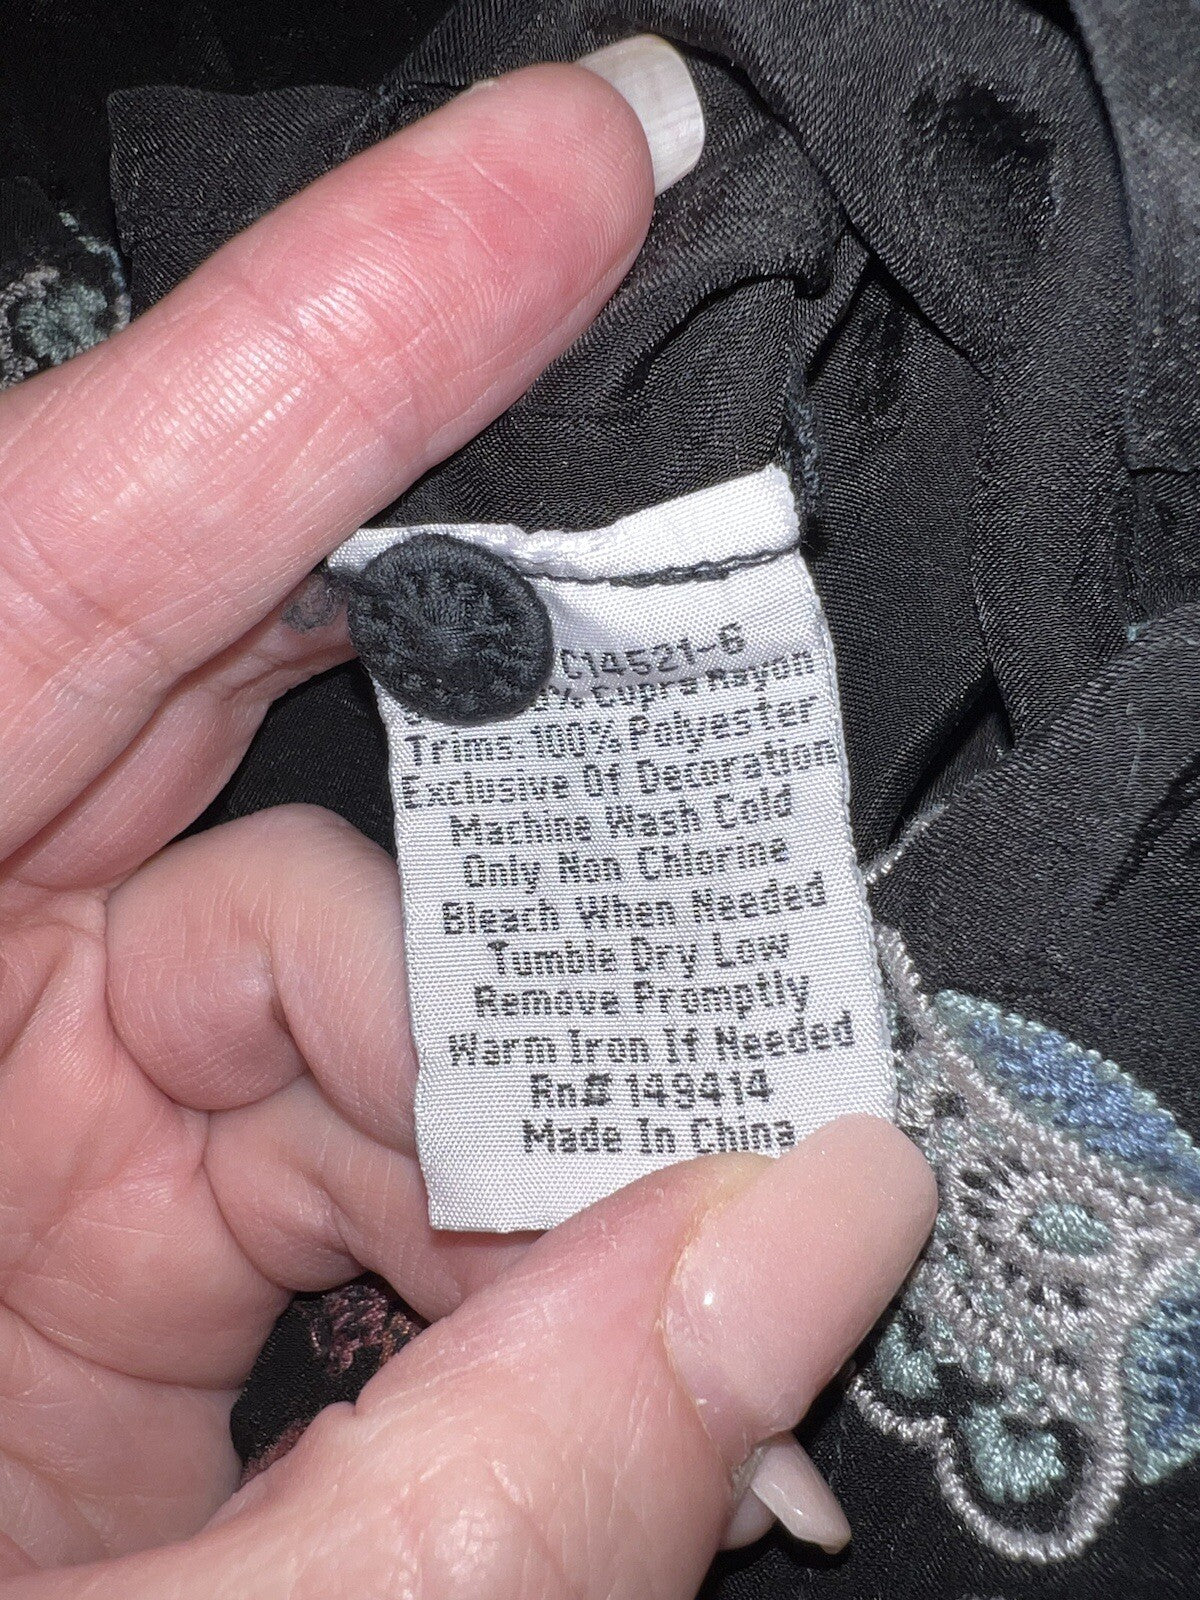 C14521-6
% Cupra Rayon
Trims: 100% Polyester
Exclusive Of Decoration
Machine Wash Cold
Only Non Chlorine
Bleach When Needed
Tumble Dry Low
Remove Promptly
Warm Iron If Needed
Rn# 149414
Made In China